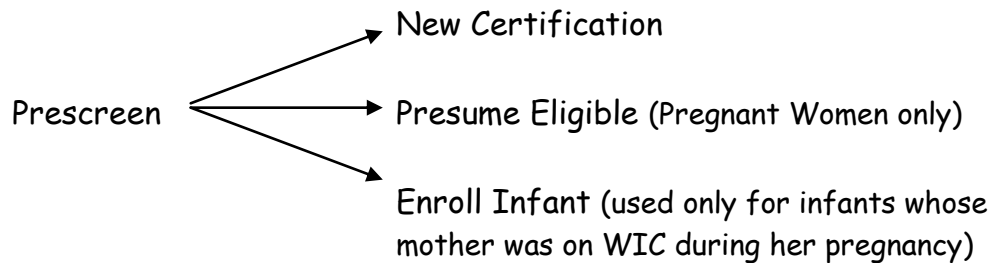 New Certification
Prescreen
Presume Eligible (Pregnant Women only)
Enroll Infant (used only for infants whose
mother was on WIC during her pregnancy)